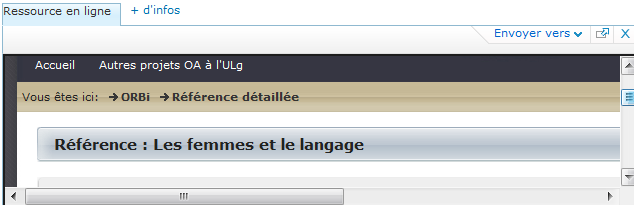 Ressource en ligne + d'infos
Envoyer vers
Accueil Autres projets OA à l'ULg
Vous êtes ici: ORBi Référence détaillée
Référence : Les femmes et le langage